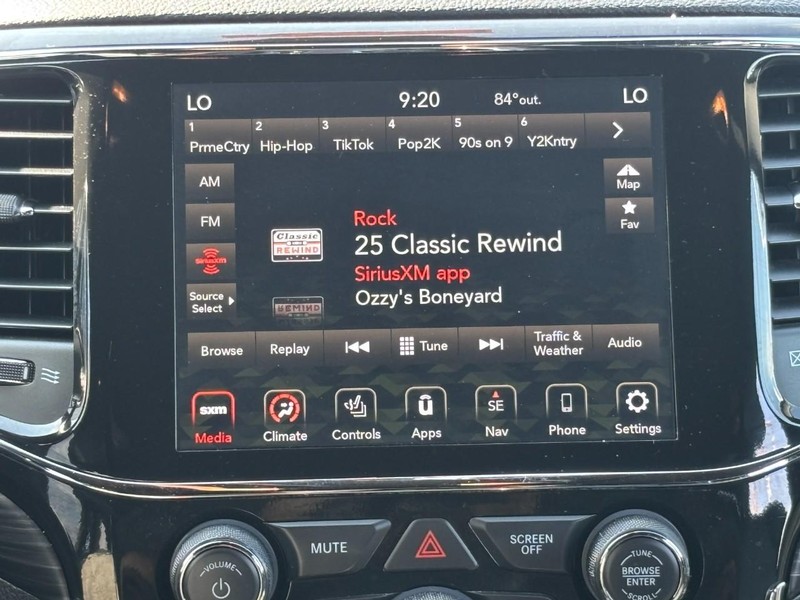 LO 9:20 84°out. LO
1 PrmeCtry 2 Hip-Hop 3 TikTok 4 Pop2K 5 90s on 9 6 Y2Kntry
AM
Map
FM
Fav
Rock
Classic
REWIND
25 Classic Rewind
SiriusXM
SiriusXM app
Source
Select
Ozzy's Boneyard
REWIND
Browse Replay Tune Traffic &
Weather Audio
sxm SE
Media Climate Controls Apps Nav Phone Settings
VOLUME MUTE SCREEN
OFF TUNE
BROWSE
ENTER
SCROLL